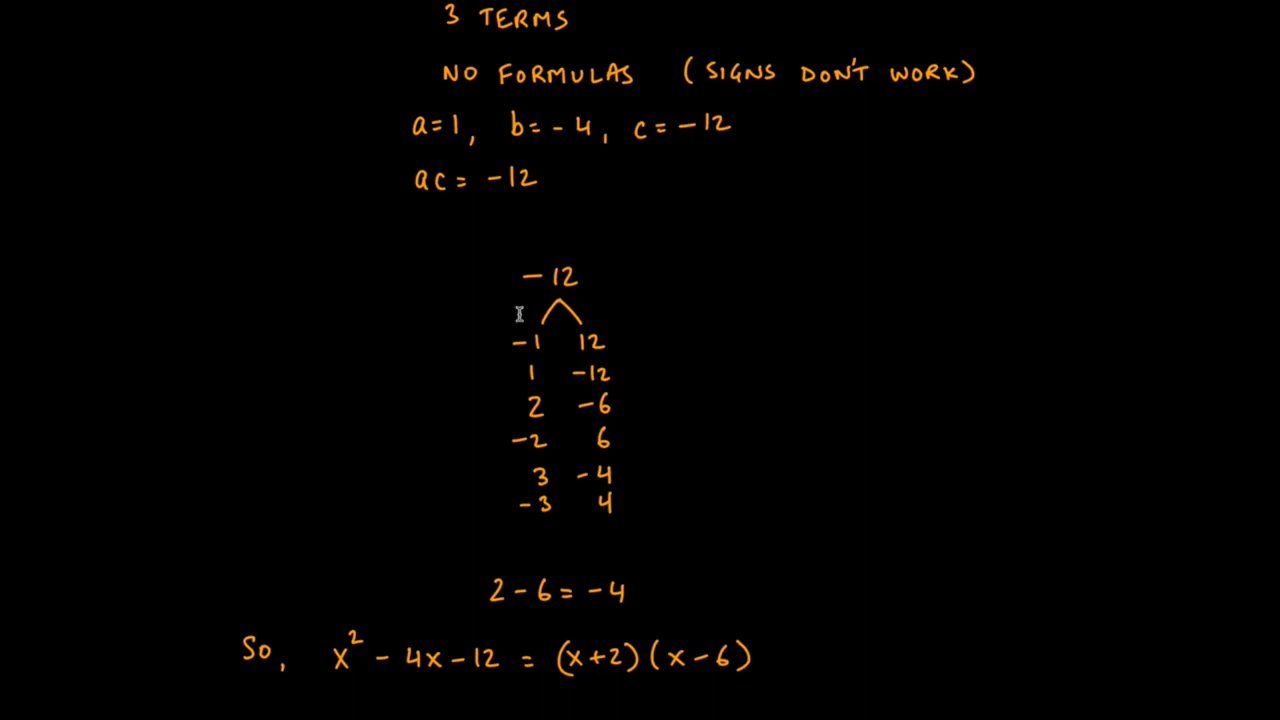 3 TERMS
NO FORMULAS (SIGNS DON'T WORK)
a=1, b=-4, c=-12
ac=-12
-12
-1 12
1 -12
2 -6
-2 6
3 -4
-3 4
2-6=-4
So, x² - 4x - 12 = (x+2)(x-6)